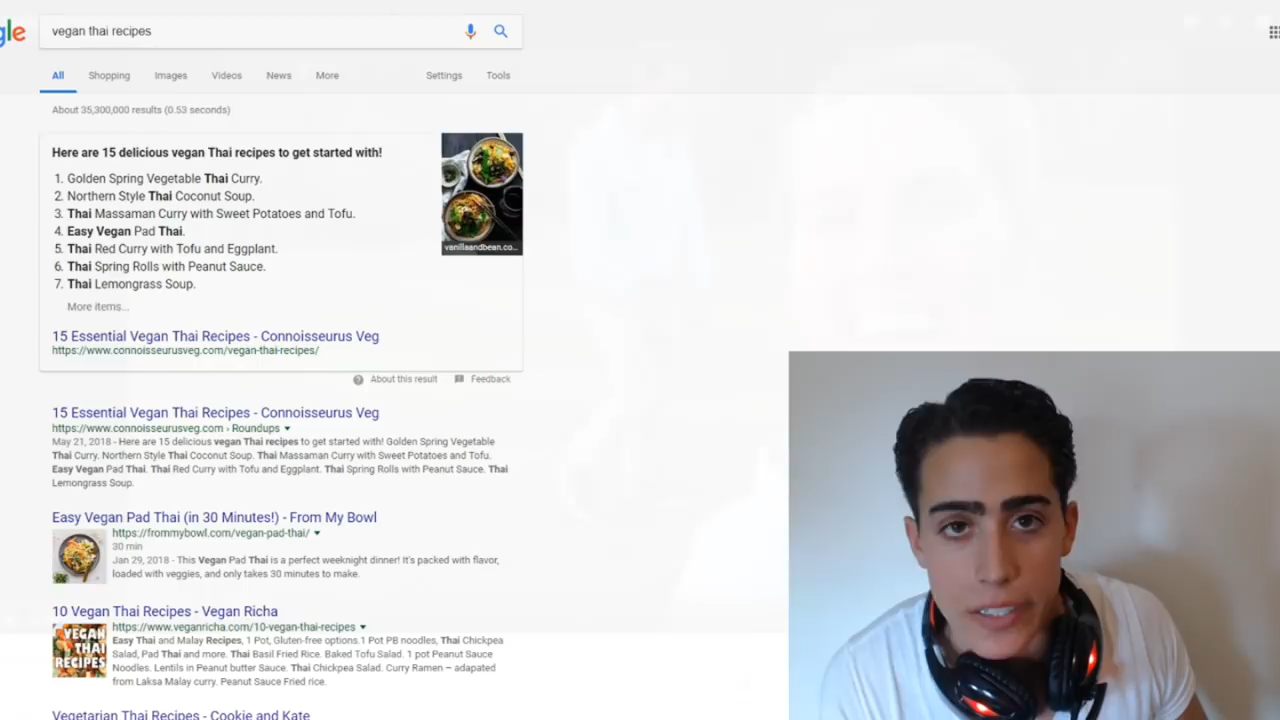 gle
vegan thai recipes
All Shopping Images Videos News More Settings Tools
About 35,300,000 results (0.53 seconds)
Here are 15 delicious vegan Thai recipes to get started with!
1. Golden Spring Vegetable Thai Curry.
2. Northern Style Thai Coconut Soup.
3. Thai Massaman Curry with Sweet Potatoes and Tofu.
4. Easy Vegan Pad Thai.
5. Thai Red Curry with Tofu and Eggplant.
6. Thai Spring Rolls with Peanut Sauce.
7. Thai Lemongrass Soup.
More items...
vanillaandbean.co...
15 Essential Vegan Thai Recipes - Connoisseurus Veg
https://www.connoisseurusveg.com/vegan-thai-recipes/
About this result Feedback
15 Essential Vegan Thai Recipes - Connoisseurus Veg
https://www.connoisseurusveg.com › Roundups
May 21, 2018 - Here are 15 delicious vegan Thai recipes to get started with! Golden Spring Vegetable
Thai Curry. Northern Style Thai Coconut Soup. Thai Massaman Curry with Sweet Potatoes and Tofu.
Easy Vegan Pad Thai. Thai Red Curry with Tofu and Eggplant. Thai Spring Rolls with Peanut Sauce. Thai
Lemongrass Soup.
Easy Vegan Pad Thai (in 30 Minutes!) - From My Bowl
https://frommybowl.com/vegan-pad-thai/
30 min
Jan 29, 2018 - This Vegan Pad Thai is a perfect weeknight dinner! It's packed with flavor,
loaded with veggies, and only takes 30 minutes to make.
10 Vegan Thai Recipes - Vegan Richa
https://www.veganricha.com/10-vegan-thai-recipes
VEGAN
THAI
RECIPES
Easy Thai and Malay Recipes, 1 Pot, Gluten-free options.1 Pot PB noodles, Thai Chickpea
Salad, Pad Thai and more. Thai Basil Fried Rice. Baked Tofu Salad. 1 pot Peanut Sauce
Noodles. Lentils in Peanut butter Sauce. Thai Chickpea Salad. Curry Ramen – adapated
from Laksa Malay curry. Peanut Sauce Fried rice.
Vegetarian Thai Recipes - Cookie and Kate